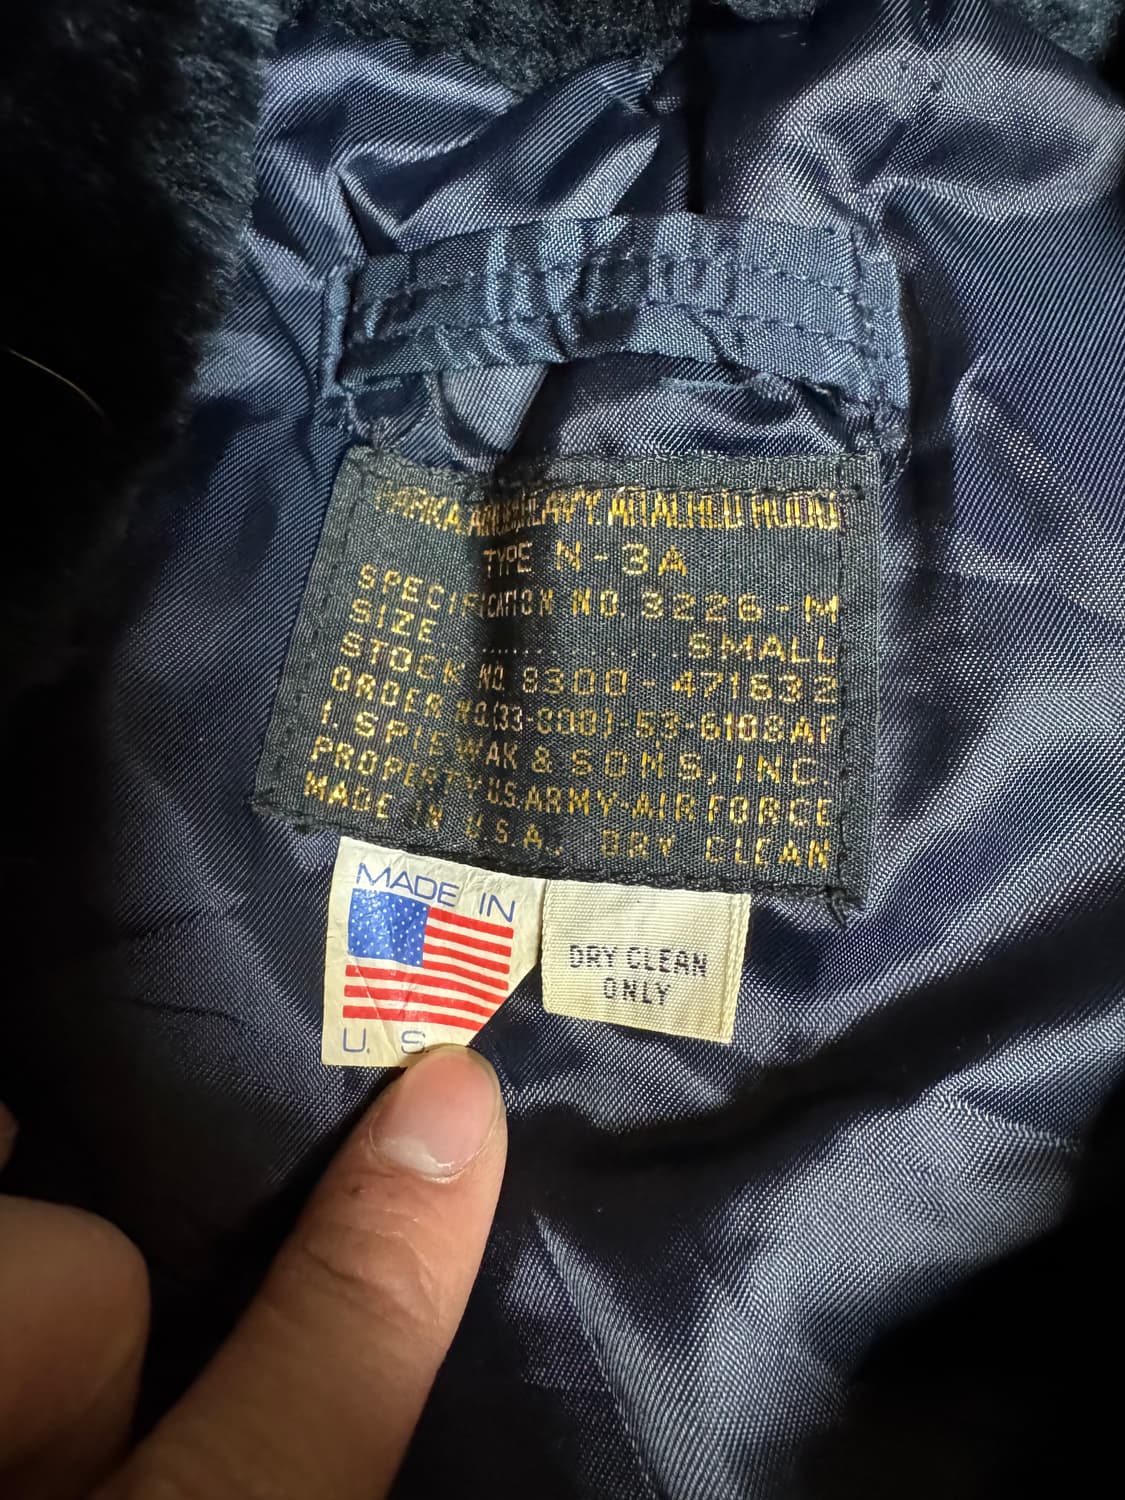 TYPE N-3A
SPECIFICATION NO. 3226-M
SIZE..................SMALL
STOCK NO. 8300-471632
ORDER NO.(33-800)-53-6108AF
I. SPIEWAK & SONS, INC.
PROPERTY U.S. ARMY-AIR FORCE
MADE IN U.S.A., DRY CLEAN
MADE IN
U. S.
DRY CLEAN
ONLY